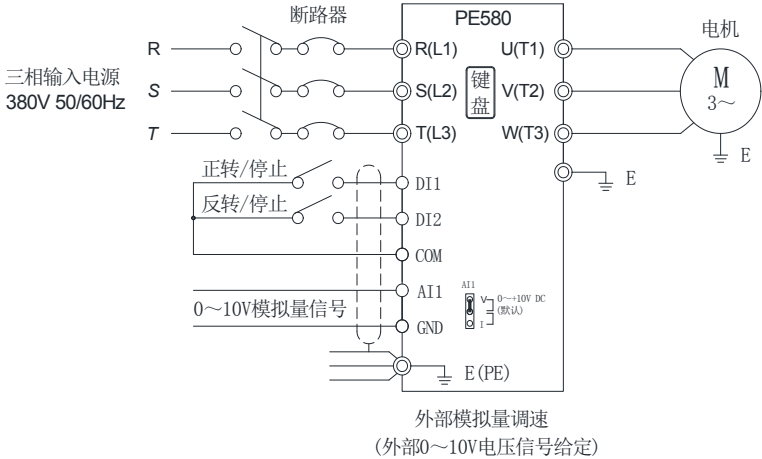 断路器
PE580
电机
R
R(L1)
U(T1)
三相输入电源
380V 50/60Hz
S
S(L2)
键盘
V(T2)
M
3～
T
T(L3)
W(T3)
E
E
正转/停止
DI1
反转/停止
DI2
COM
AI1
AI1
V
0～+10V DC
(默认)
I
0～10V模拟量信号
GND
E(PE)
外部模拟量调速
(外部0～10V电压信号给定)